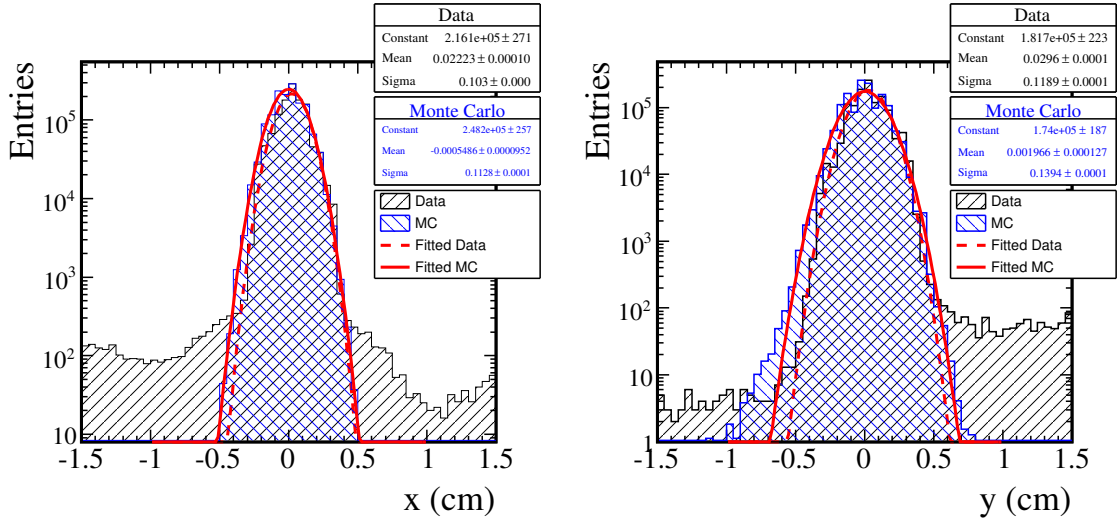 Data
Constant 2.161e+05 ± 271
Mean 0.02223 ± 0.00010
Sigma 0.103 ± 0.000
Monte Carlo
Constant 2.482e+05 ± 257
Mean -0.0005486 ± 0.0000952
Sigma 0.1128 ± 0.0001
Data
MC
Fitted Data
Fitted MC
Entries
10^5
10^4
10^3
10^2
10
-1.5 -1 -0.5 0 0.5 1 1.5
x (cm)
Data
Constant 1.817e+05 ± 223
Mean 0.0296 ± 0.0001
Sigma 0.1189 ± 0.0001
Monte Carlo
Constant 1.74e+05 ± 187
Mean 0.001966 ± 0.000127
Sigma 0.1394 ± 0.0001
Data
MC
Fitted Data
Fitted MC
Entries
10^5
10^4
10^3
10^2
10
1
-1.5 -1 -0.5 0 0.5 1 1.5
y (cm)